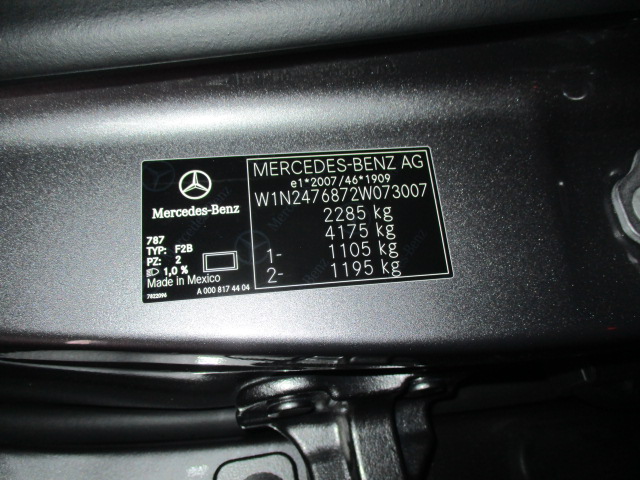 Mercedes-Benz
787
TYP: F2B
PZ: 2
1,0 %
Made in Mexico
7822096
A 000 817 44 04
MERCEDES-BENZ AG
e1*2007/46*1909
W1N2476872W073007
2285 kg
4175 kg
1- 1105 kg
2- 1195 kg